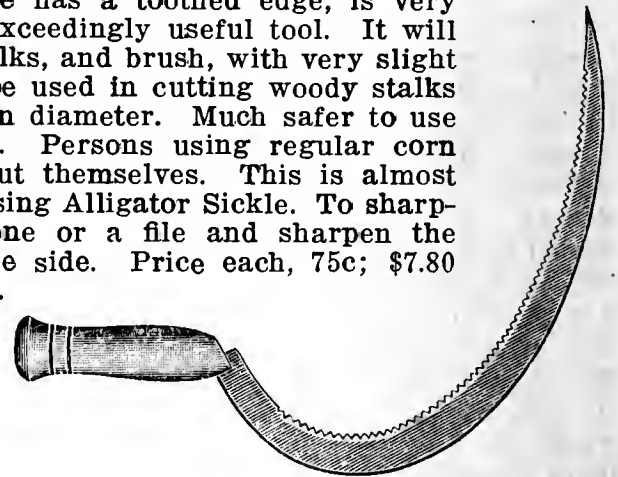 e has a toothed edge, is very
xceedingly useful tool. It will
lks, and brush, with very slight
e used in cutting woody stalks
n diameter. Much safer to use
. Persons using regular corn
ut themselves. This is almost
sing Alligator Sickle. To sharp-
ne or a file and sharpen the
e side. Price each, 75c; $7.80
.